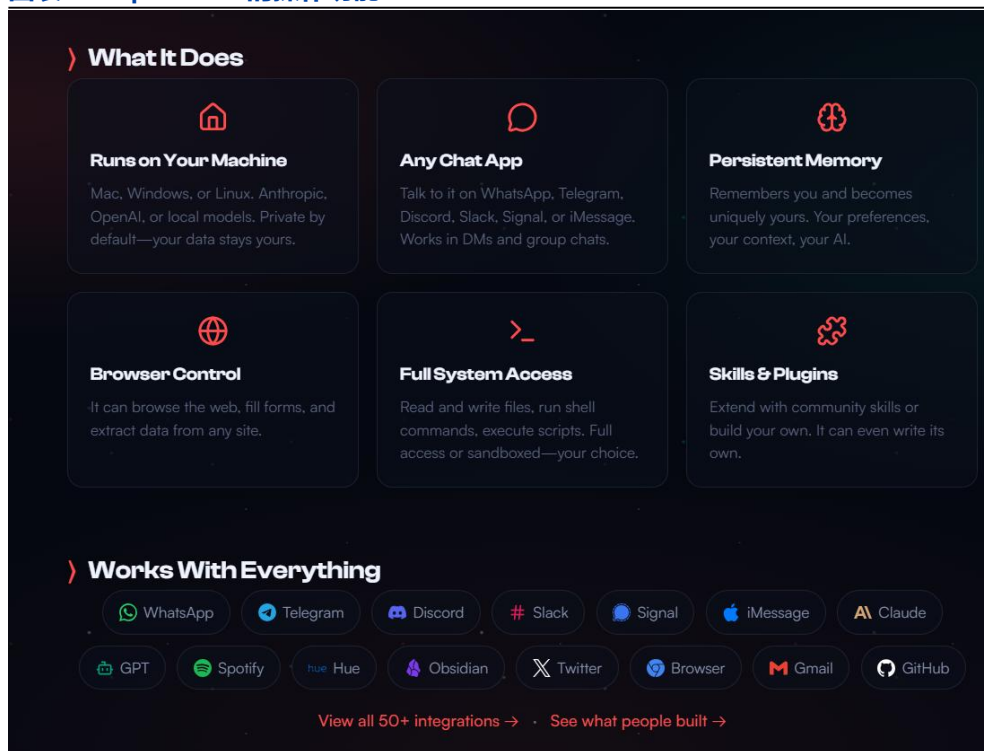 What It Does
Runs on Your Machine
Mac, Windows, or Linux. Anthropic,
OpenAI, or local models. Private by
default—your data stays yours.
Any Chat App
Talk to it on WhatsApp, Telegram,
Discord, Slack, Signal, or iMessage.
Works in DMs and group chats.
Persistent Memory
Remembers you and becomes
uniquely yours. Your preferences,
your context, your AI.
Browser Control
It can browse the web, fill forms, and
extract data from any site.
Full System Access
Read and write files, run shell
commands, execute scripts. Full
access or sandboxed—your choice.
Skills & Plugins
Extend with community skills or
build your own. It can even write its
own.
Works With Everything
WhatsApp Telegram Discord Slack Signal iMessage Claude
GPT Spotify hue Hue Obsidian Twitter Browser Gmail GitHub
View all 50+ integrations → · See what people built →